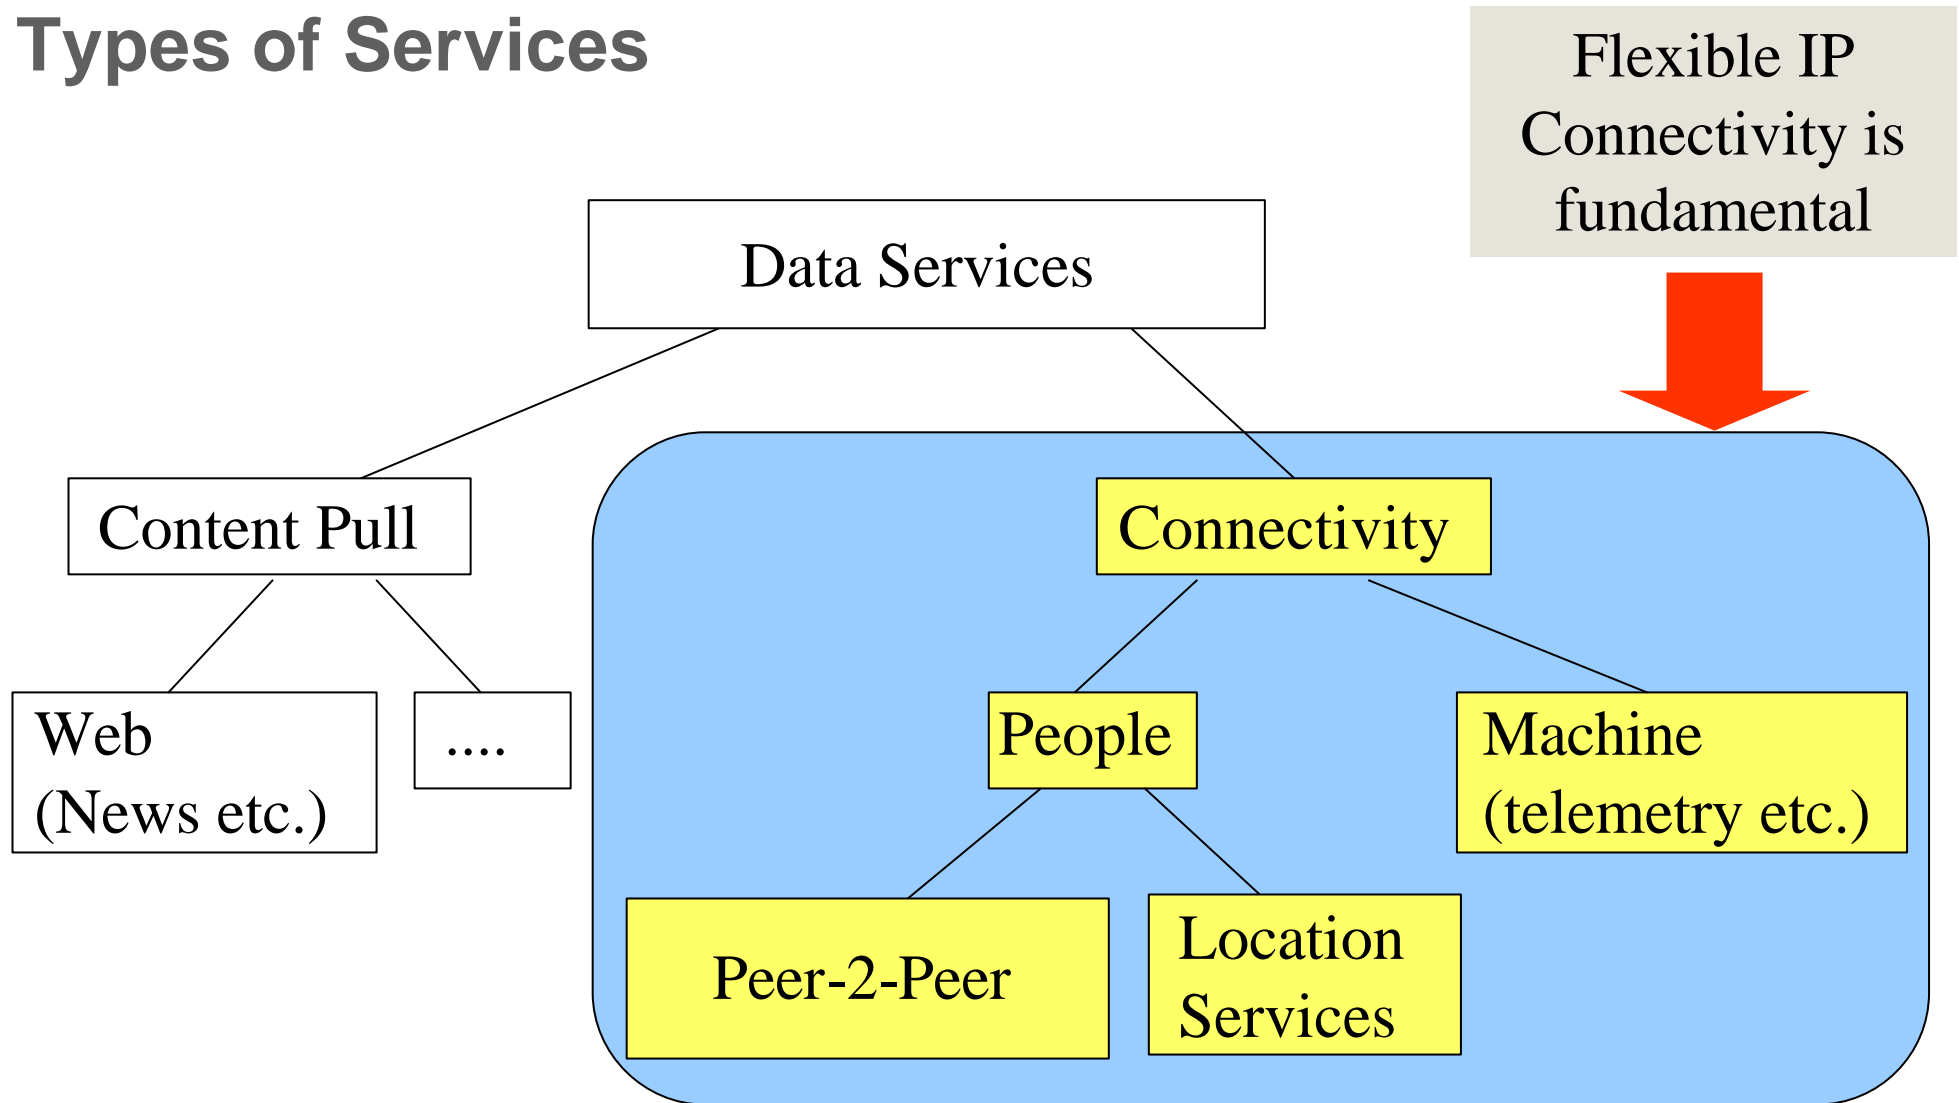 Types of Services
Flexible IP
Connectivity is
fundamental
Data Services
Content Pull
Connectivity
Web
(News etc.)
....
People
Machine
(telemetry etc.)
Peer-2-Peer
Location
Services